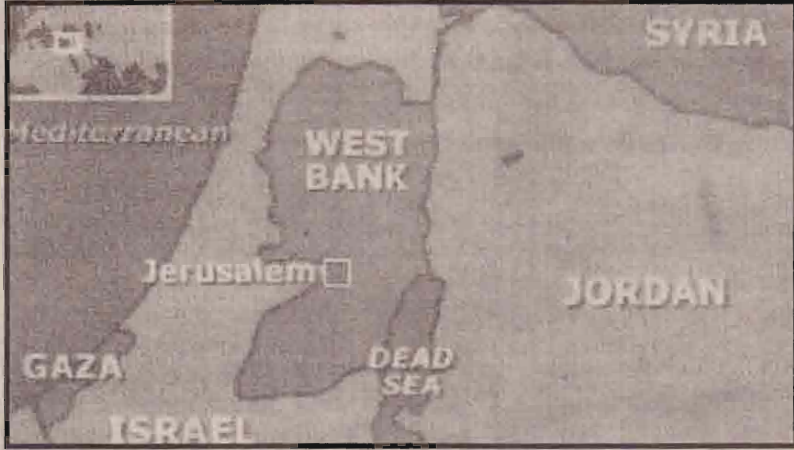 SYRIA
Mediterranean
WEST
BANK
Jerusalem
JORDAN
GAZA
DEAD
SEA
ISRAEL